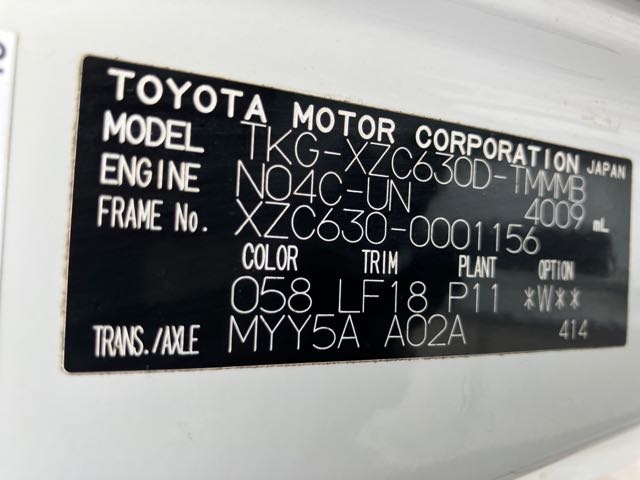 TOYOTA MOTOR CORPORATION JAPAN
MODEL TKG-XZC630D-TMMMB
ENGINE N04C-UN 4009 mL
FRAME No. XZC630-0001156
COLOR TRIM PLANT OPTION
058 LF18 P11 *W**
TRANS./AXLE MYY5A A02A 414